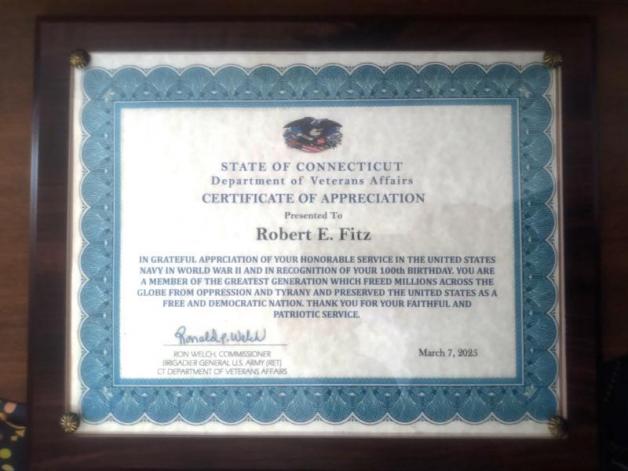 STATE OF CONNECTICUT
Department of Veterans Affairs
CERTIFICATE OF APPRECIATION
Presented To
Robert E. Fitz
IN GRATEFUL APPRCIATION OF YOUR HONORABLE SERVICE IN THE UNITED STATES
NAVY IN WORLD WAR II AND IN RECOGNITION OF YOUR 100th BIRTHDAY. YOU ARE
A MEMBER OF THE GREATEST GENERATION WHICH FREED MILLIONS ACROSS THE
GLOBE FROM OPPRESSION AND TYRANY AND PRESERVED THE UNITED STATES AS A
FREE AND DEMOCRATIC NATION. THANK YOU FOR YOUR FAITHFUL AND
PATRIOTIC SERVICE.
Ronald P. Welch
RON WELCH, COMMISSIONER
BRIGADIER GENERAL U.S. ARMY (RET)
CT DEPARTMENT OF VETERANS AFFAIRS
March 7, 2025